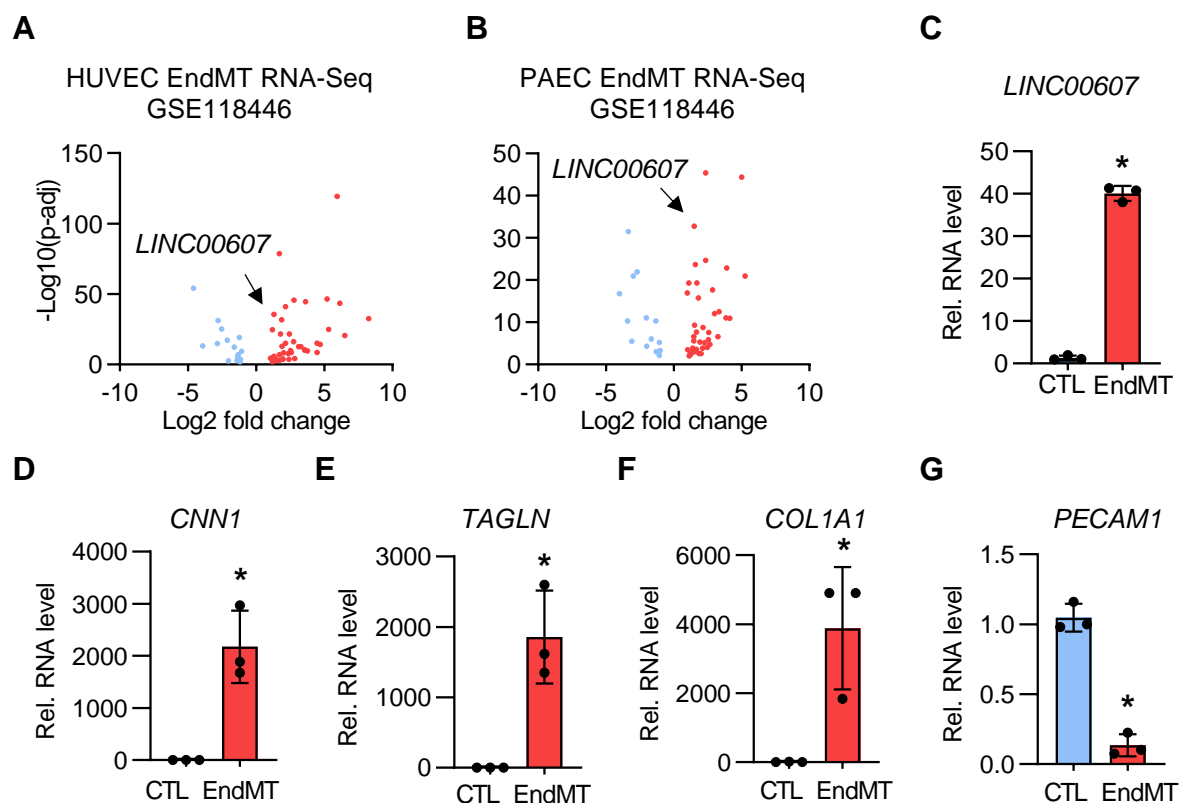 A
HUVEC EndMT RNA-Seq
GSE118446
-Log10(p-adj)
150
100
50
0
LINC00607
-10 -5 0 5 10
Log2 fold change
B
PAEC EndMT RNA-Seq
GSE118446
50
40
30
20
10
0
LINC00607
-10 -5 0 5 10
Log2 fold change
C
LINC00607
Rel. RNA level
50
40
30
20
10
0
*
CTL EndMT
D
CNN1
Rel. RNA level
4000
3000
2000
1000
0
*
CTL EndMT
E
TAGLN
Rel. RNA level
3000
2000
1000
0
*
CTL EndMT
F
COL1A1
Rel. RNA level
6000
4000
2000
0
*
CTL EndMT
G
PECAM1
Rel. RNA level
1.5
1.0
0.5
0.0
*
CTL EndMT